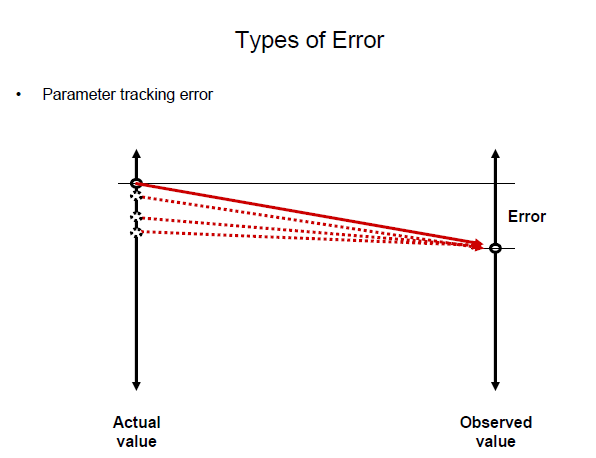 Types of Error
• Parameter tracking error
Error
Actual
value
Observed
value